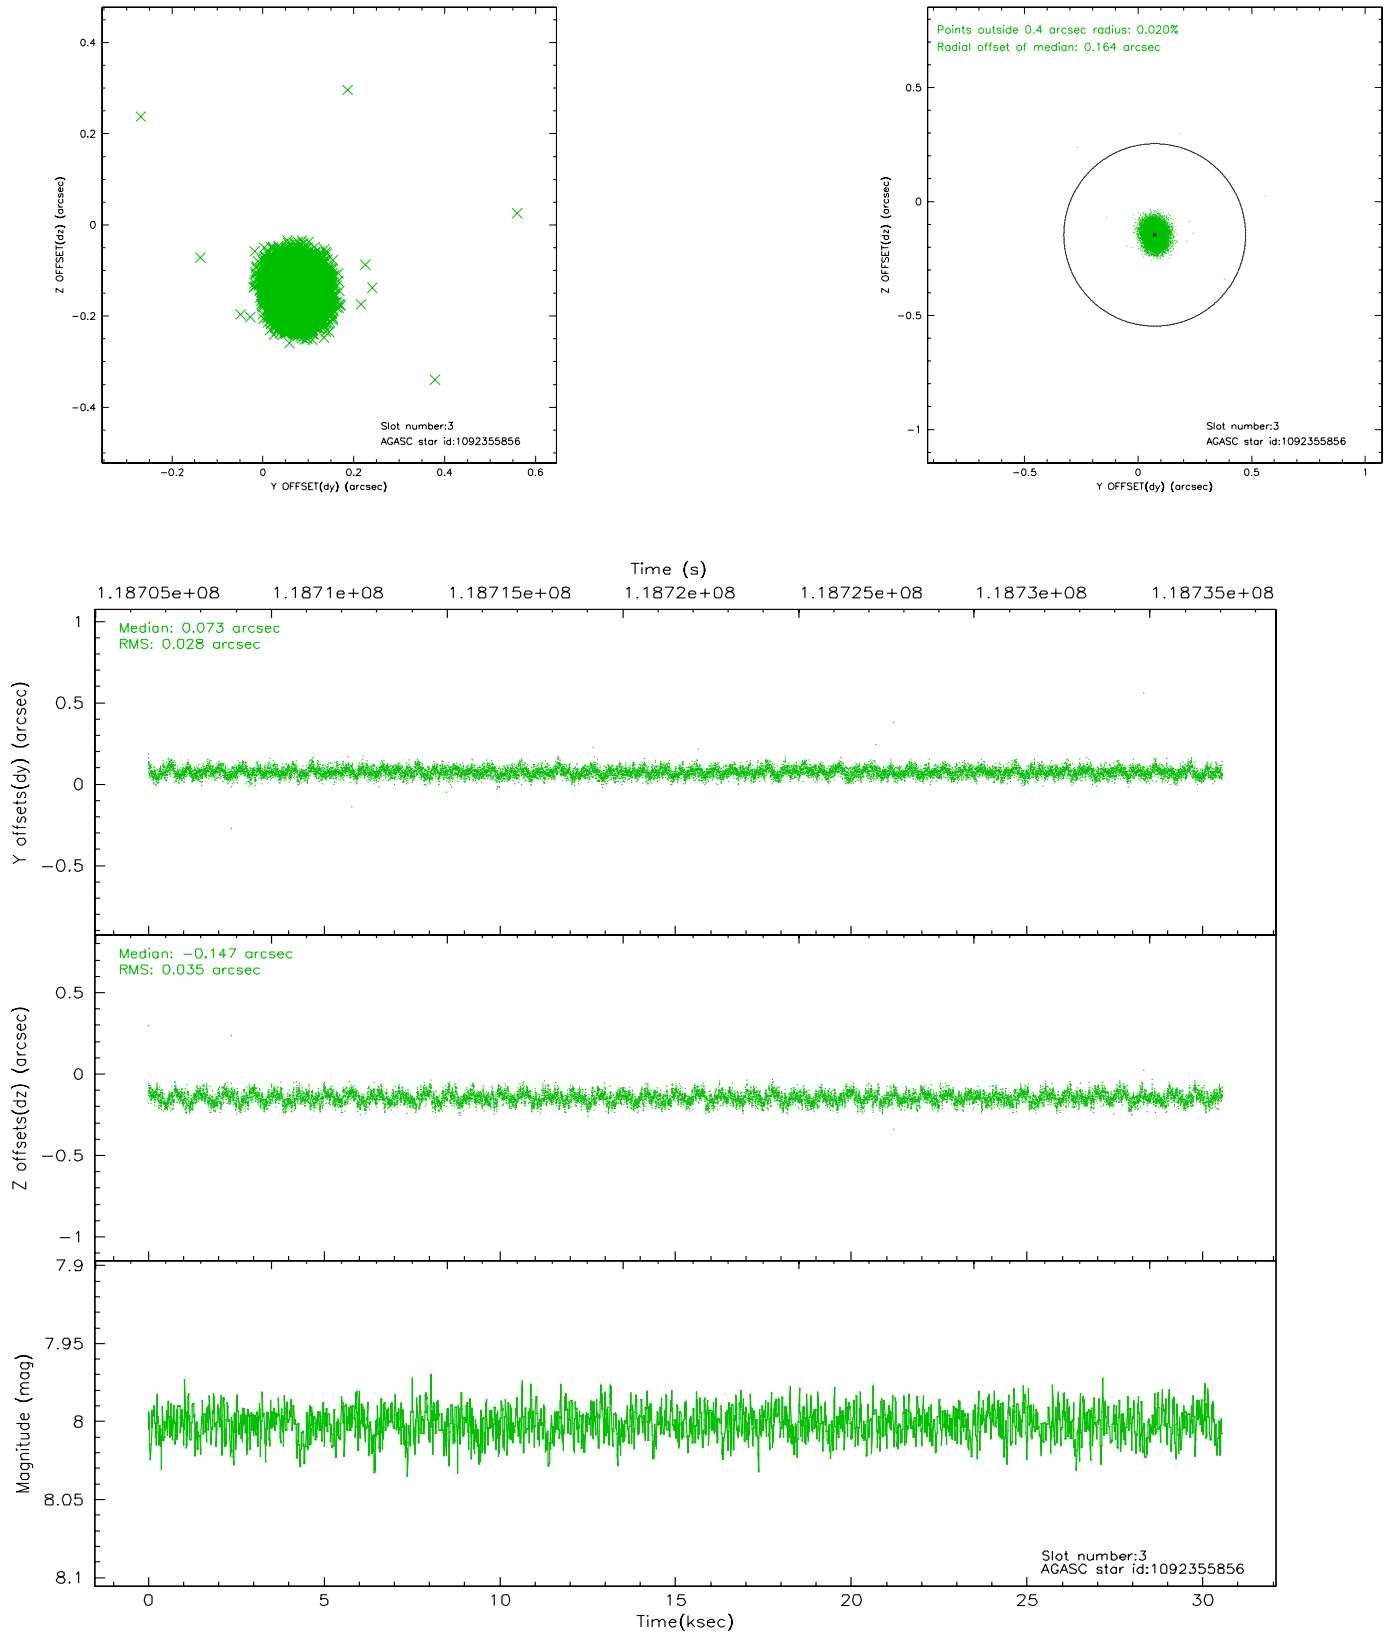 0.4
0.2
0
−0.2
−0.4
Z OFFSET(dz) (arcsec)
Slot number:3
AGASC star id:1092355856
−0.2 0 0.2 0.4 0.6
Y OFFSET(dy) (arcsec)
Points outside 0.4 arcsec radius: 0.020%
Radial offset of median: 0.164 arcsec
0.5
0
−0.5
−1
Z OFFSET(dz) (arcsec)
Slot number:3
AGASC star id:1092355856
−0.5 0 0.5 1
Y OFFSET(dy) (arcsec)
Time (s)
1.18705e+08 1.1871e+08 1.18715e+08 1.1872e+08 1.18725e+08 1.1873e+08 1.18735e+08
Median: 0.073 arcsec
RMS: 0.028 arcsec
1
0.5
0
−0.5
Y offsets(dy) (arcsec)
Median: −0.147 arcsec
RMS: 0.035 arcsec
0.5
0
−0.5
−1
Z offsets(dz) (arcsec)
7.9
7.95
8
8.05
8.1
Magnitude (mag)
Slot number:3
AGASC star id:1092355856
0 5 10 15 20 25 30
Time(ksec)